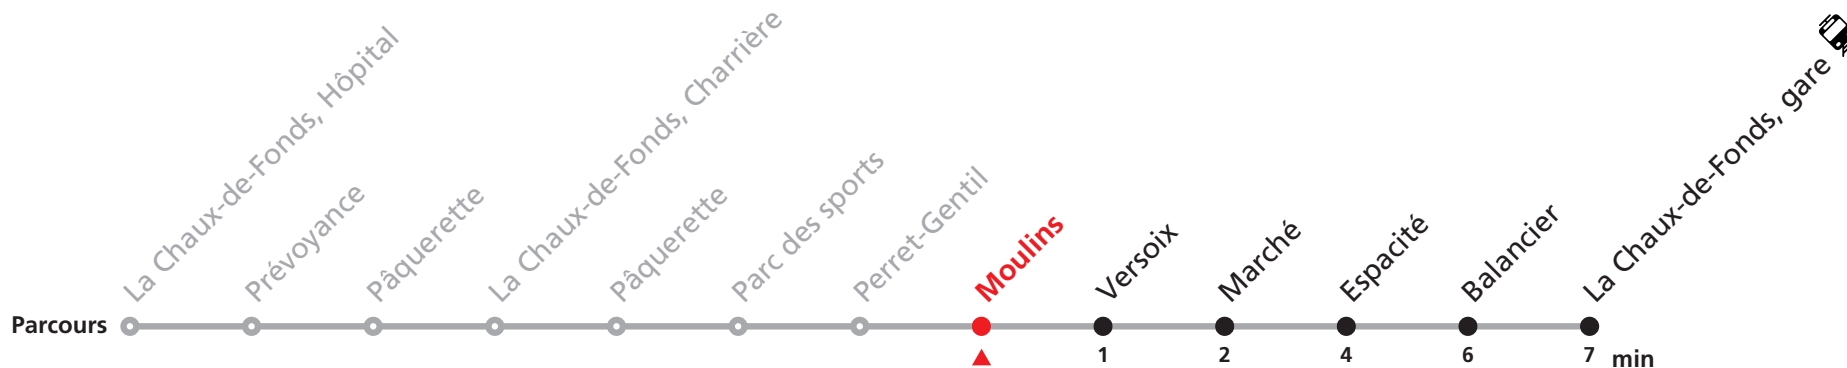 La Chaux-de-Fonds, Hôpital
Prévoyance
Pâquerette
La Chaux-de-Fonds, Charrière
Pâquerette
Parc des sports
Perret-Gentil
Moulins
Versoix
Marché
Espacité
Balancier
La Chaux-de-Fonds, gare
Parcours
1 2 4 6 7 min